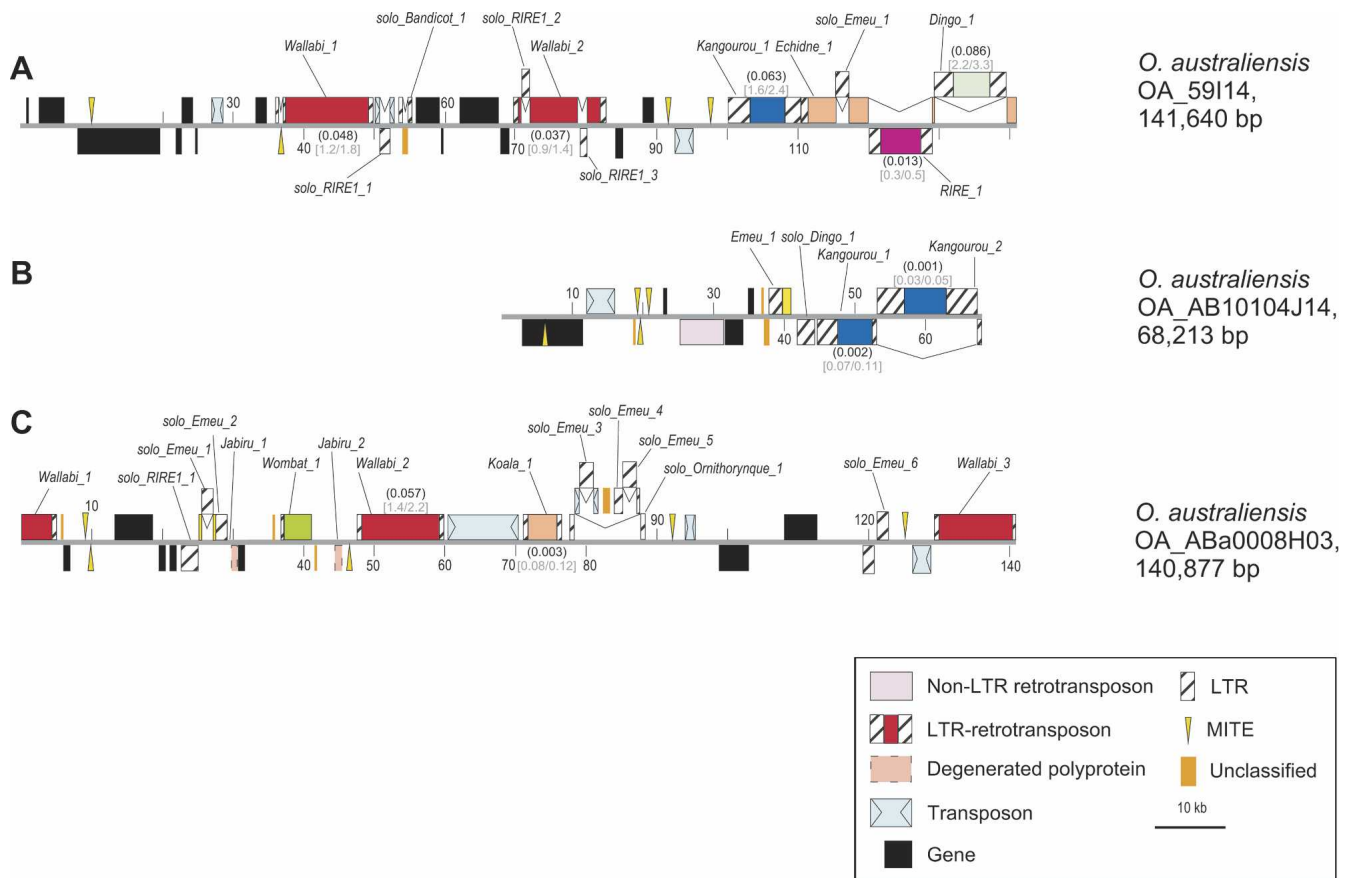 A
solo_Bandicot_1
solo_RIRE1_2
solo_Emeu_1
Dingo_1
Wallabi_1
Wallabi_2
Kangourou_1
Echidne_1
(0.086)
[2.2/3.3]
(0.063)
[1.6/2.4]
30
60
(0.048)
[1.2/1.8]
40
70
(0.037)
[0.9/1.4]
90
110
(0.013)
[0.3/0.5]
solo_RIRE1_1
solo_RIRE1_3
RIRE_1
O. australiensis
OA_59I14,
141,640 bp
B
Emeu_1
solo_Dingo_1
Kangourou_1
Kangourou_2
(0.001)
[0.03/0.05]
10
30
50
40
60
(0.002)
[0.07/0.11]
O. australiensis
OA_AB10104J14,
68,213 bp
C
solo_Emeu_2
solo_Emeu_1
solo_RIRE1_1
Jabiru_1
Wombat_1
Jabiru_2
Wallabi_2
Koala_1
solo_Emeu_3
solo_Emeu_4
solo_Emeu_5
solo_Ornithorynque_1
solo_Emeu_6
Wallabi_3
Wallabi_1
10
(0.057)
[1.4/2.2]
90
120
40
50
60
70
(0.003)
[0.08/0.12]
80
140
O. australiensis
OA_ABa0008H03,
140,877 bp
Non-LTR retrotransposon
LTR-retrotransposon
Degenerated polyprotein
Transposon
Gene
LTR
MITE
Unclassified
10 kb